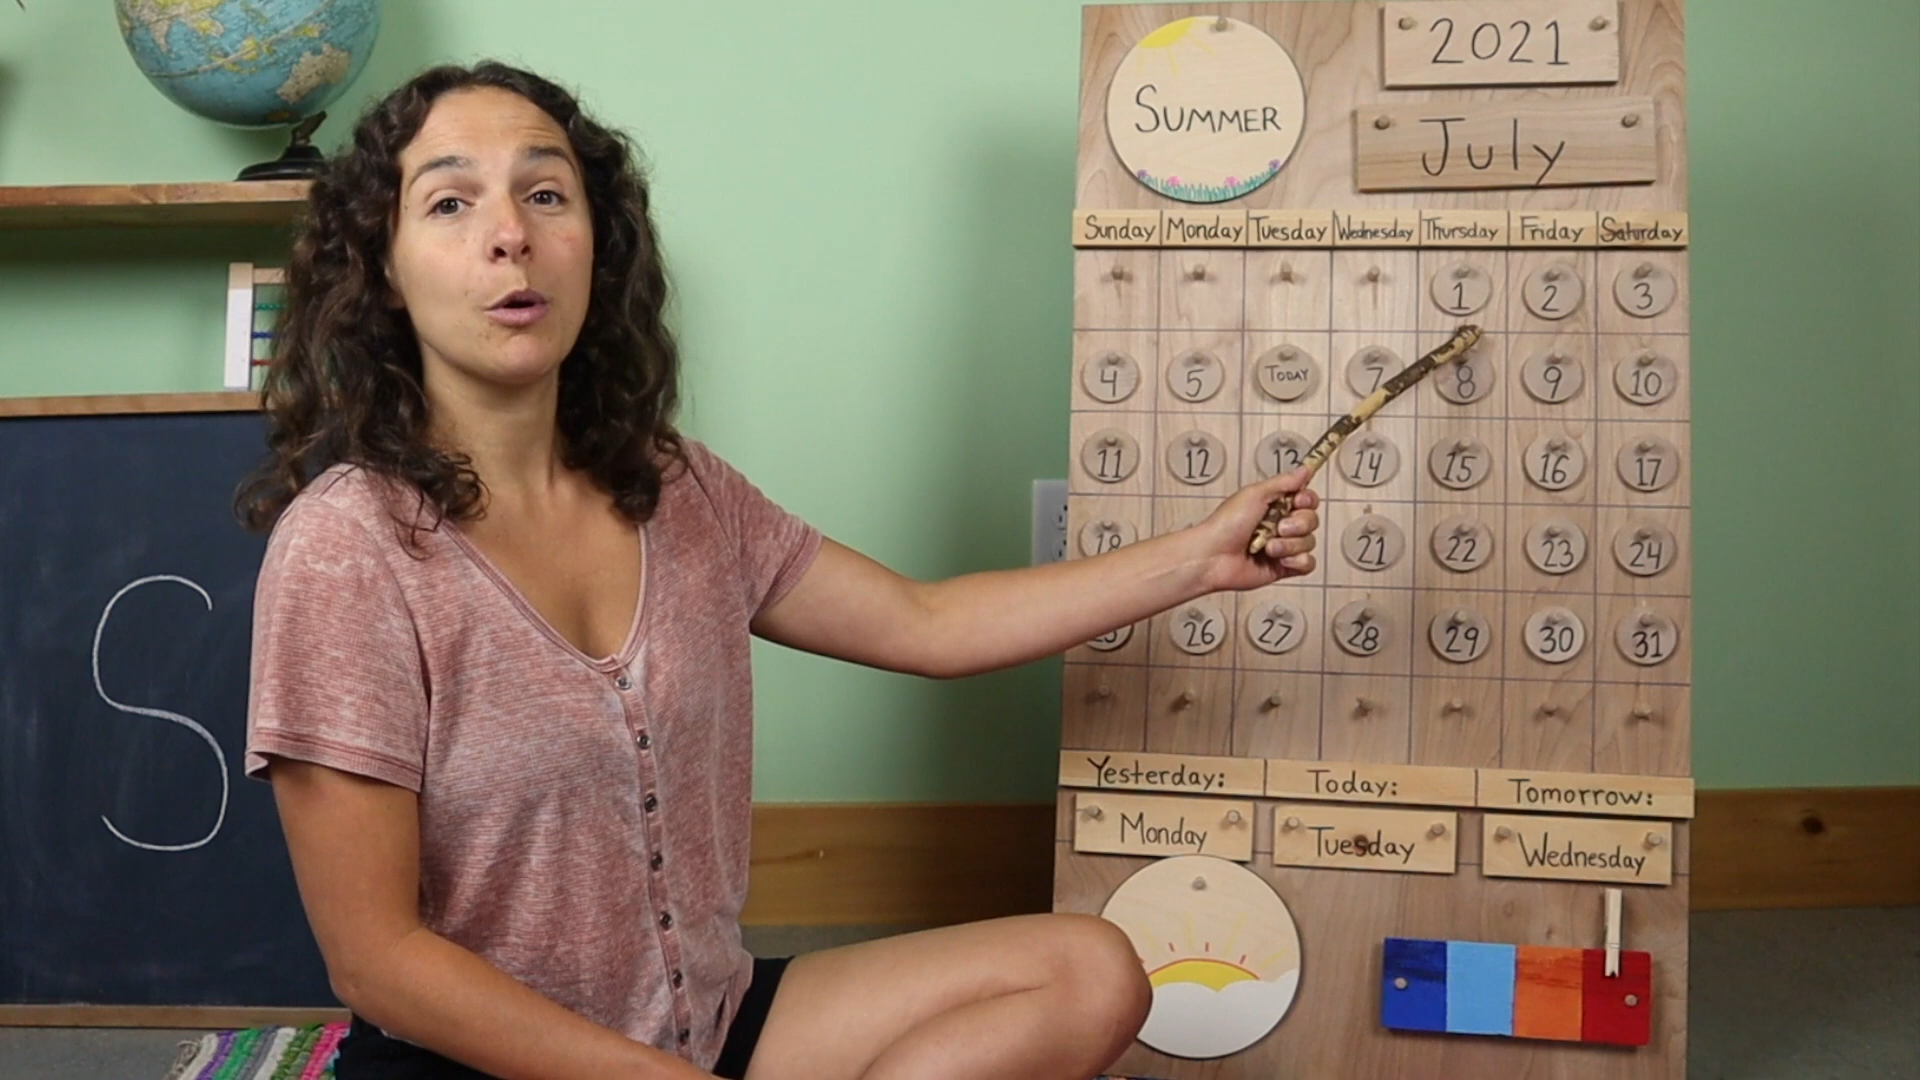 2021
SUMMER
July
Sunday Monday Tuesday Wednesday Thursday Friday Saturday
1 2 3
4 5 TODAY 7 8 9 10
11 12 13 14 15 16 17
18 21 22 23 24
26 27 28 29 30 31
Yesterday: Today: Tomorrow:
Monday Tuesday Wednesday
S